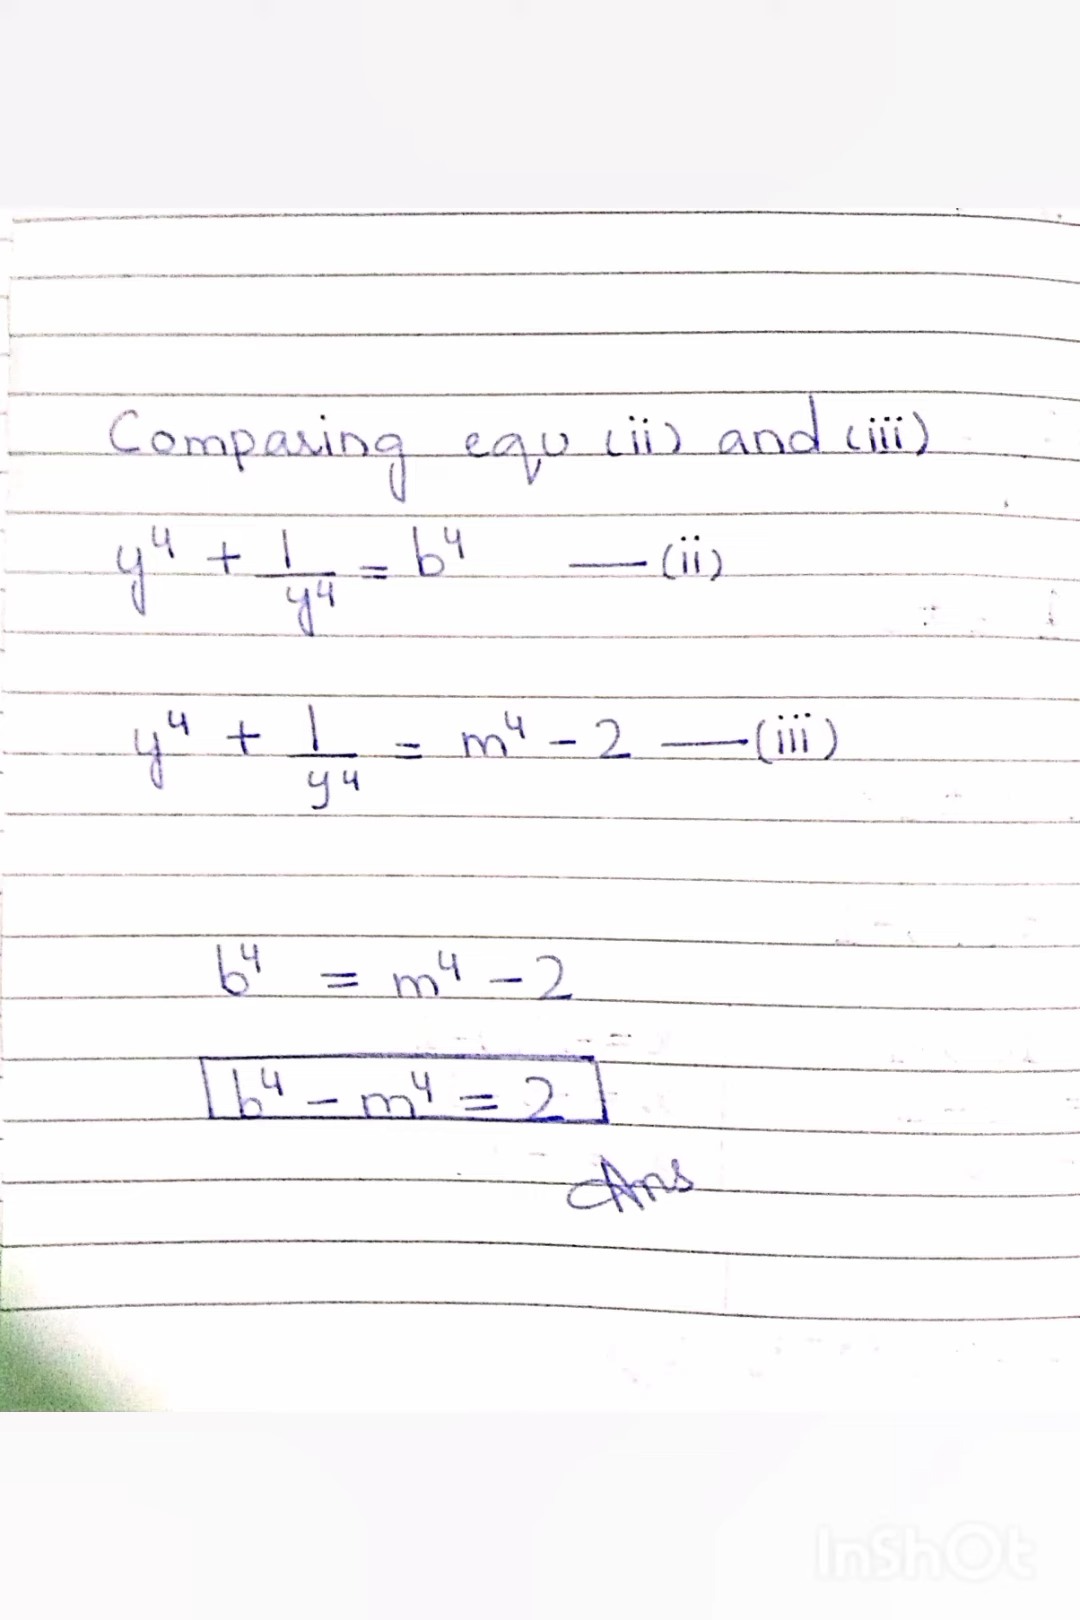 Comparing equ (ii) and (iii)
y⁴ + 1/y⁴ = b⁴ — (ii)
y⁴ + 1/y⁴ = m⁴ - 2 — (iii)
b⁴ = m⁴ - 2
b⁴ - m⁴ = 2
Ans
InShOt